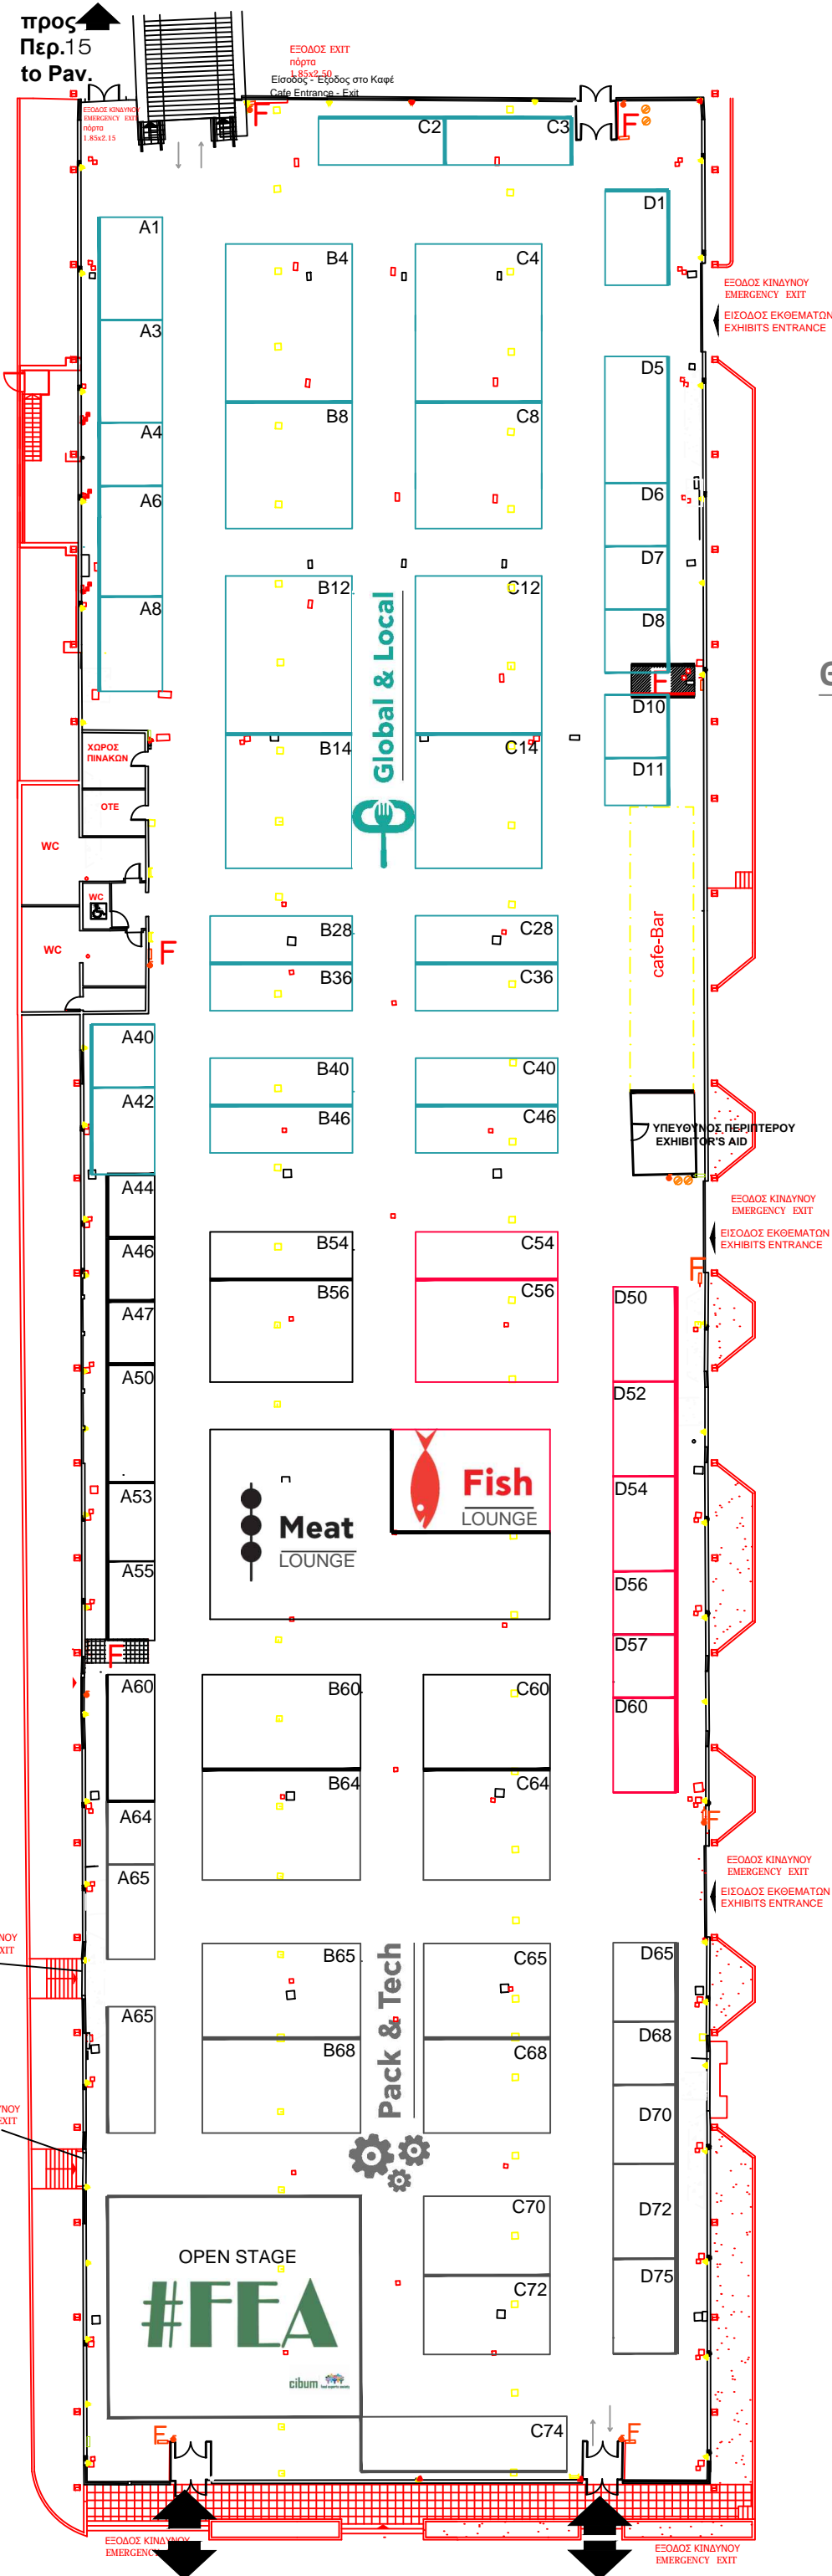 προς
Περ.15
to Pav.
ΕΞΟΔΟΣ EXIT
πόρτα
1.85x2.50
Είσοδος - Έξοδος στο Καφέ
Cafe Entrance - Exit
ΕΞΟΔΟΣ ΚΙΝΔΥΝΟΥ
EMERGENCY EXIT
πόρτα
1.85x2.15
F
F
C2
C3
D1
A1
B4
C4
ΕΞΟΔΟΣ ΚΙΝΔΥΝΟΥ
EMERGENCY EXIT
ΕΙΣΟΔΟΣ ΕΚΘΕΜΑΤΩΝ
EXHIBITS ENTRANCE
A3
D5
A4
B8
C8
A6
D6
D7
A8
B12
C12
D8
Global & Local
F
D10
ΧΩΡΟΣ
ΠΙΝΑΚΩΝ
B14
C14
D11
OTE
WC
WC
WC
F
B28
C28
cafe-Bar
B36
C36
A40
B40
C40
A42
B46
C46
ΥΠΕΥΘΥΝΟΣ ΠΕΡΙΠΤΕΡΟΥ
EXHIBITOR'S AID
A44
ΕΞΟΔΟΣ ΚΙΝΔΥΝΟΥ
EMERGENCY EXIT
ΕΙΣΟΔΟΣ ΕΚΘΕΜΑΤΩΝ
EXHIBITS ENTRANCE
A46
B54
C54
F
B56
C56
D50
A47
A50
D52
Fish
LOUNGE
Meat
LOUNGE
A53
D54
A55
D56
F
D57
A60
B60
C60
D60
B64
C64
A64
F
A65
ΕΞΟΔΟΣ ΚΙΝΔΥΝΟΥ
EMERGENCY EXIT
ΕΙΣΟΔΟΣ ΕΚΘΕΜΑΤΩΝ
EXHIBITS ENTRANCE
B65
C65
D65
Pack & Tech
A65
B68
C68
D68
D70
C70
D72
OPEN STAGE
#FEA
cibum
C72
D75
C74
F
F
ΕΞΟΔΟΣ ΚΙΝΔΥΝΟΥ
ΕΞΟΔΟΣ ΚΙΝΔΥΝΟΥ
EMERGENCY EXIT